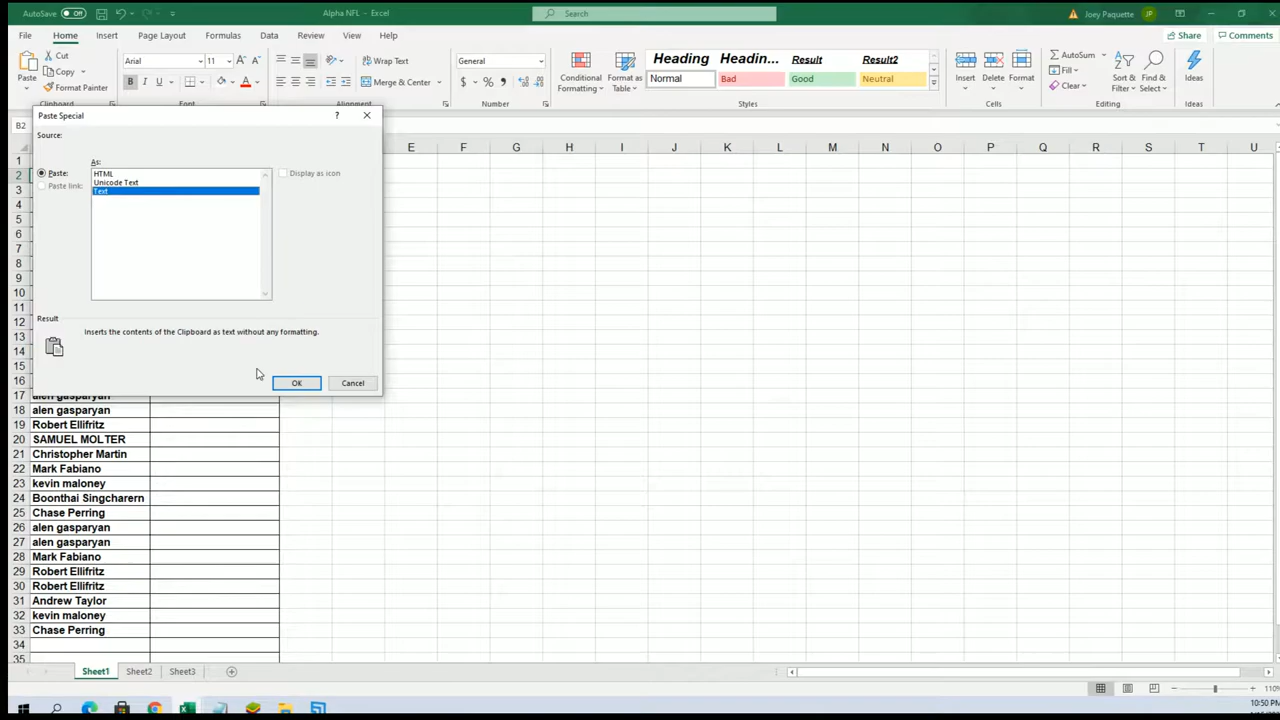 AutoSave Off Alpha NFL - Excel Search Joey Paquette JP
File Home Insert Page Layout Formulas Data Review View Help Share Comments
Paste Cut Copy Format Painter Clipboard
Arial 11 A A B I U A Font
Wrap Text Merge & Center Alignment
General $ % Number
Conditional Formatting Format as Table
Heading Headin... Result Result2
Normal Bad Good Neutral
Styles
Insert Delete Format Cells
AutoSum Fill Clear Sort & Filter Find & Select Editing
Ideas Ideas
B2
Paste Special ?
Source:
As:
Paste: HTML Display as icon
Paste link: Unicode Text
Text
Result
Inserts the contents of the Clipboard as text without any formatting.
OK Cancel
E F G H I J K L M N O P Q R S T U
1
2
3
4
5
6
7
8
9
10
11
12
13
14
15
16
17 alen gasparyan
18 alen gasparyan
19 Robert Ellifritz
20 SAMUEL MOLTER
21 Christopher Martin
22 Mark Fabiano
23 kevin maloney
24 Boonthai Singcharern
25 Chase Perring
26 alen gasparyan
27 alen gasparyan
28 Mark Fabiano
29 Robert Ellifritz
30 Robert Ellifritz
31 Andrew Taylor
32 kevin maloney
33 Chase Perring
34
35
Sheet1 Sheet2 Sheet3
110%
10:50 PM